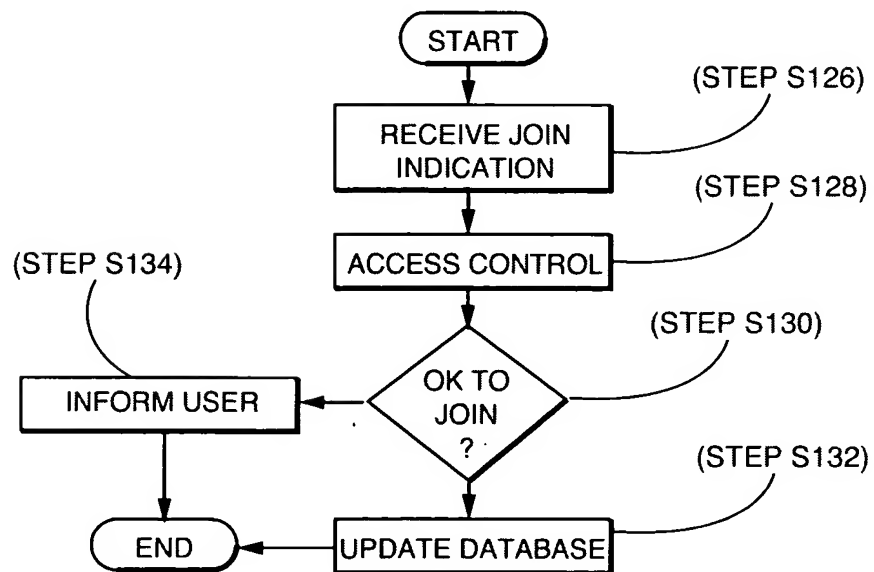 START
(STEP S126)
RECEIVE JOIN
INDICATION
(STEP S128)
ACCESS CONTROL
(STEP S134)
(STEP S130)
OK TO
JOIN
?
INFORM USER
(STEP S132)
END
UPDATE DATABASE